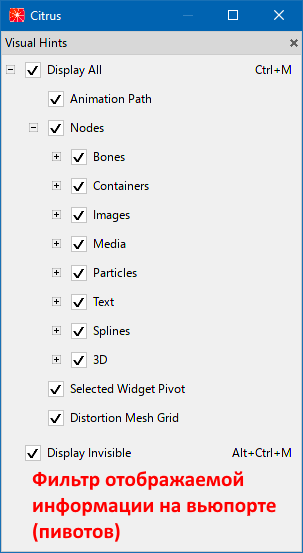 Citrus
Visual Hints
Display All Ctrl+M
Animation Path
Nodes
Bones
Containers
Images
Media
Particles
Text
Splines
3D
Selected Widget Pivot
Distortion Mesh Grid
Display Invisible Alt+Ctrl+M
Фильтр отображаемой
информации на вьюпорте
(пивотов)